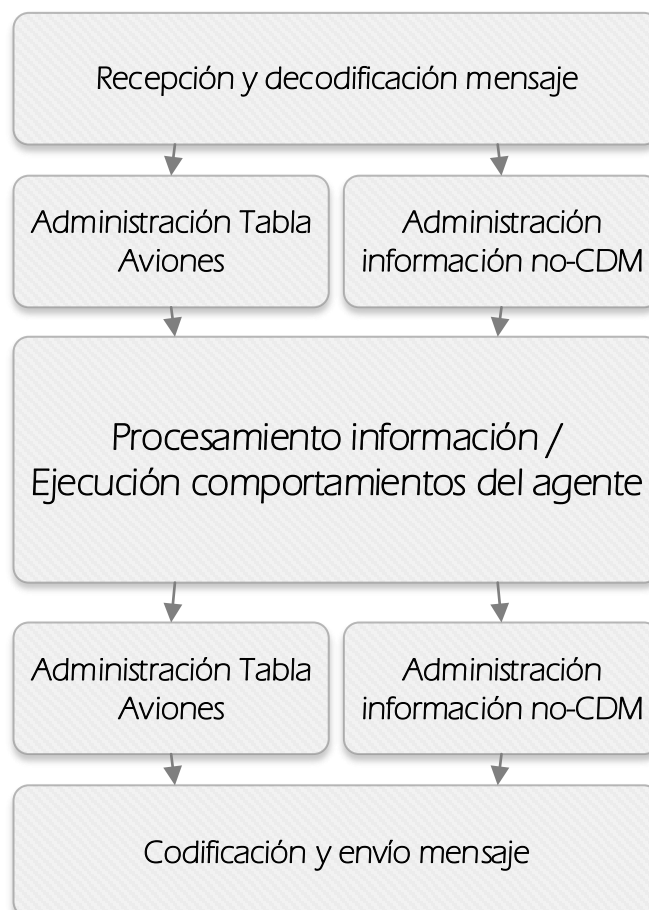 Recepción y decodificación mensaje
Administración Tabla
Aviones
Administración
información no-CDM
Procesamiento información /
Ejecución comportamientos del agente
Administración Tabla
Aviones
Administración
información no-CDM
Codificación y envío mensaje